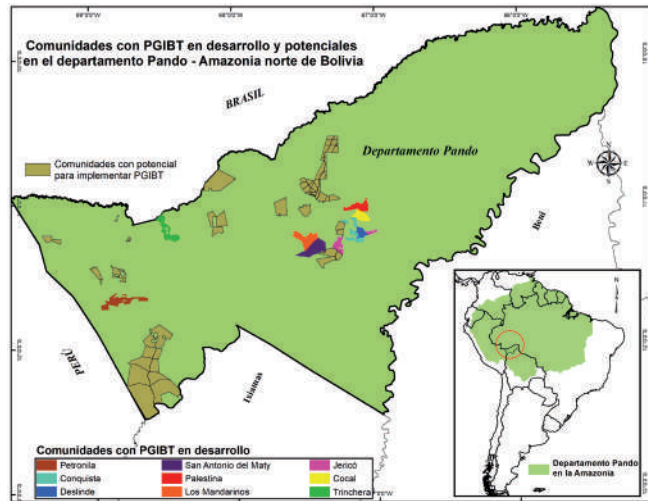 Comunidades con PGIBT en desarrollo y potenciales
en el departamento Pando - Amazonia norte de Bolivia
BRASIL
Departamento Pando
Comunidades con potencial
para implementar PGIBT
W E
S
Beni
N
PERÚ
Ixiamas
Comunidades con PGIBT en desarrollo
Petronila
San Antonio del Maty
Jericó
Conquista
Palestina
Cocal
Deslinde
Los Mandarinos
Trinchera
Departamento Pando
en la Amazonia